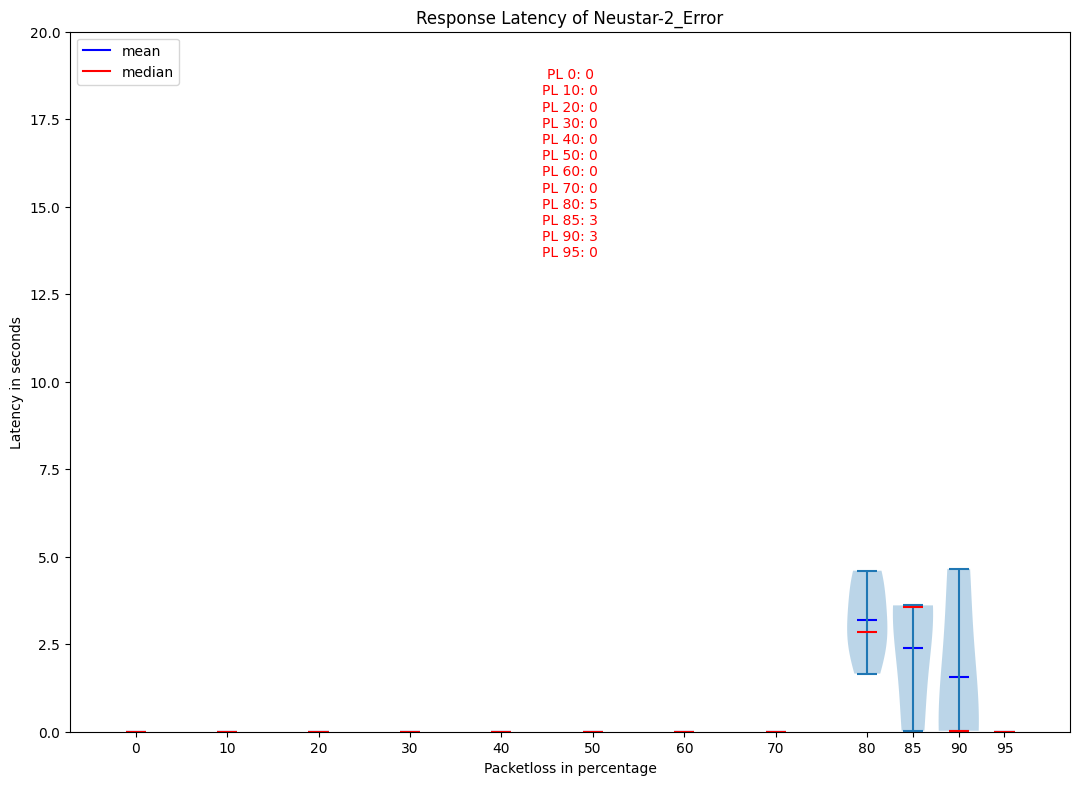 Response Latency of Neustar-2_Error
mean
median
PL 0: 0
PL 10: 0
PL 20: 0
PL 30: 0
PL 40: 0
PL 50: 0
PL 60: 0
PL 70: 0
PL 80: 5
PL 85: 3
PL 90: 3
PL 95: 0
Latency in seconds
20.0
17.5
15.0
12.5
10.0
7.5
5.0
2.5
0.0
0 10 20 30 40 50 60 70 80 85 90 95
Packetloss in percentage